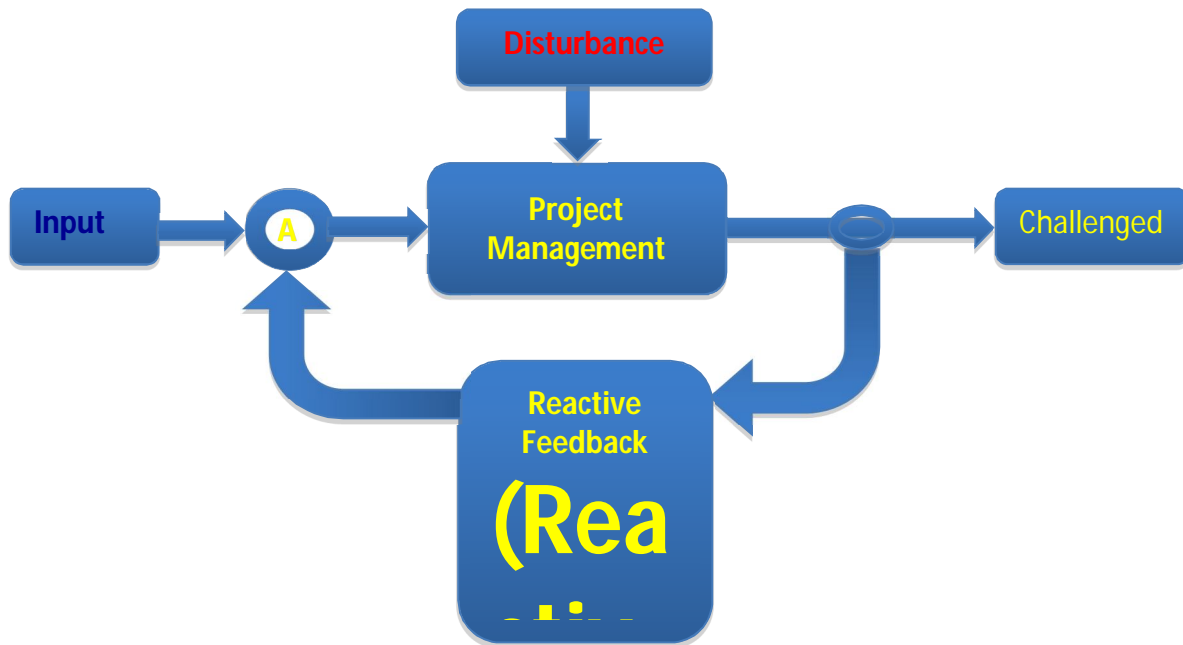 Disturbance
Input
A
Project
Management
Challenged
Reactive
Feedback
(Rea